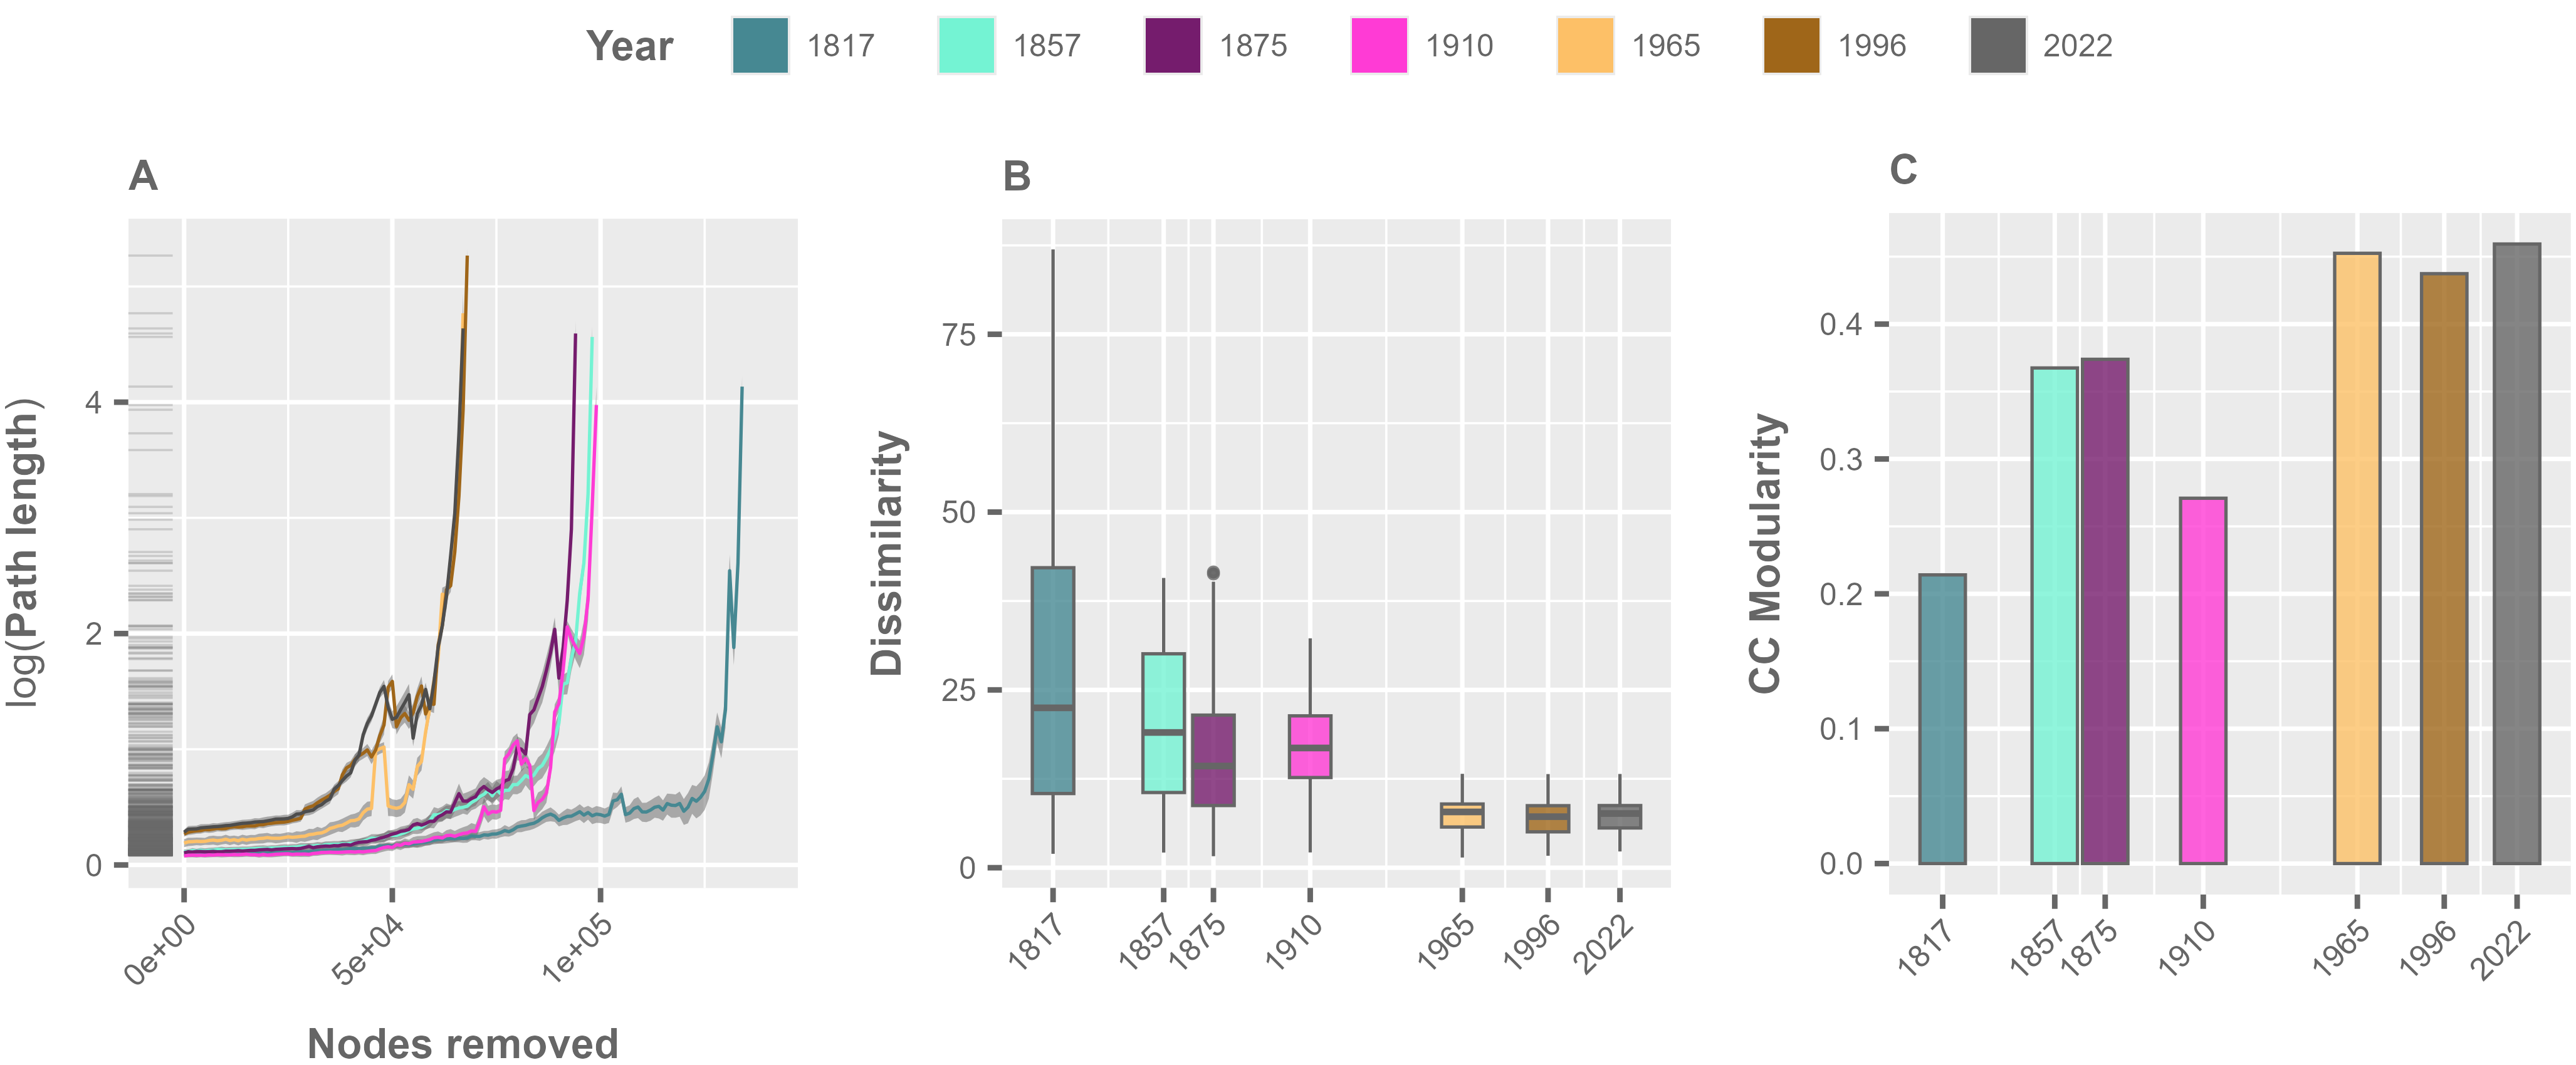 Year 1817 1857 1875 1910 1965 1996 2022
A
log(Path length)
4
2
0
0e+00 5e+04 1e+05
Nodes removed
B
Dissimilarity
75
50
25
0
1817 1857 1875 1910 1965 1996 2022
C
CC Modularity
0.4
0.3
0.2
0.1
0.0
1817 1857 1875 1910 1965 1996 2022